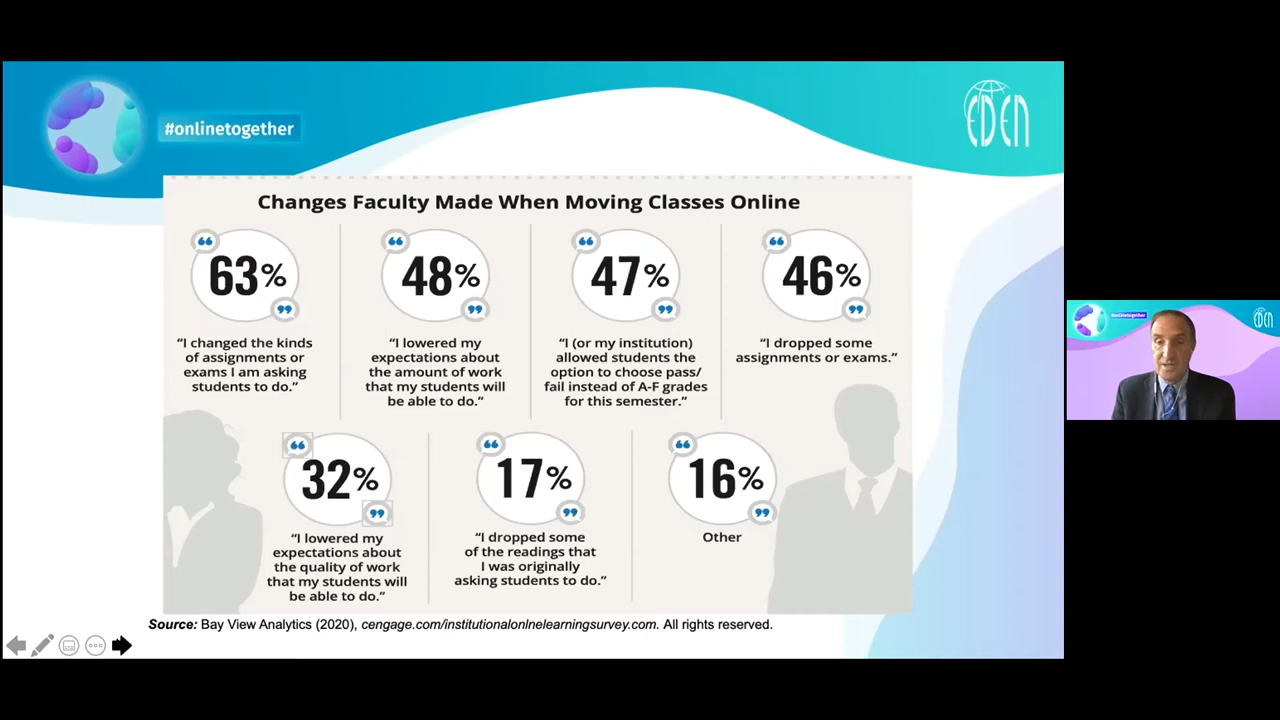 #onlinetogether
EDEN
Changes Faculty Made When Moving Classes Online
“ 63% ”
“I changed the kinds
of assignments or
exams I am asking
students to do.”
“ 48% ”
“I lowered my
expectations about
the amount of work
that my students will
be able to do.”
“ 47% ”
“I (or my institution)
allowed students the
option to choose pass/
fail instead of A-F grades
for this semester.”
“ 46% ”
“I dropped some
assignments or exams.”
“ 32% ”
“I lowered my
expectations about
the quality of work
that my students will
be able to do.”
“ 17% ”
“I dropped some
of the readings that
I was originally
asking students to do.”
“ 16% ”
Other
Source: Bay View Analytics (2020), cengage.com/institutionalonlnelearningsurvey.com. All rights reserved.
#onlinetogether
EDEN